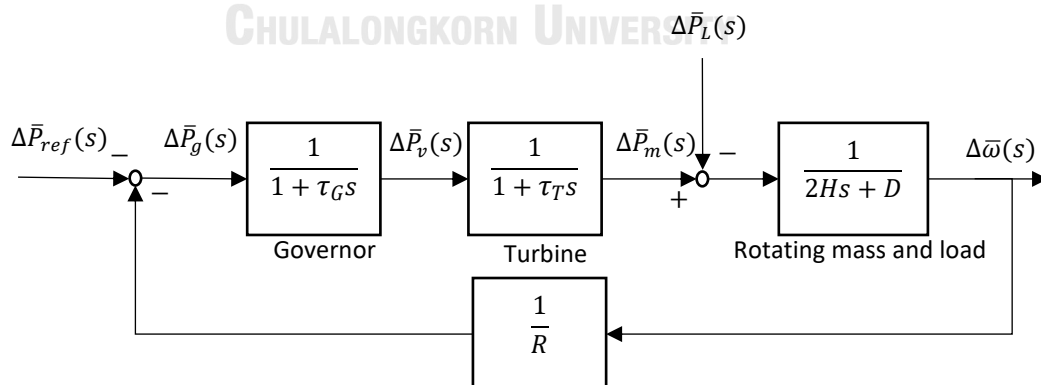 CHULALONGKORN UNIVERSITY
ΔP̄_L(s)
ΔP̄_ref(s) − ΔP̄_g(s) 1/(1 + τ_G s) ΔP̄_v(s) 1/(1 + τ_T s) ΔP̄_m(s) − 1/(2Hs + D) Δω̄(s)
− +
Governor Turbine Rotating mass and load
1/R